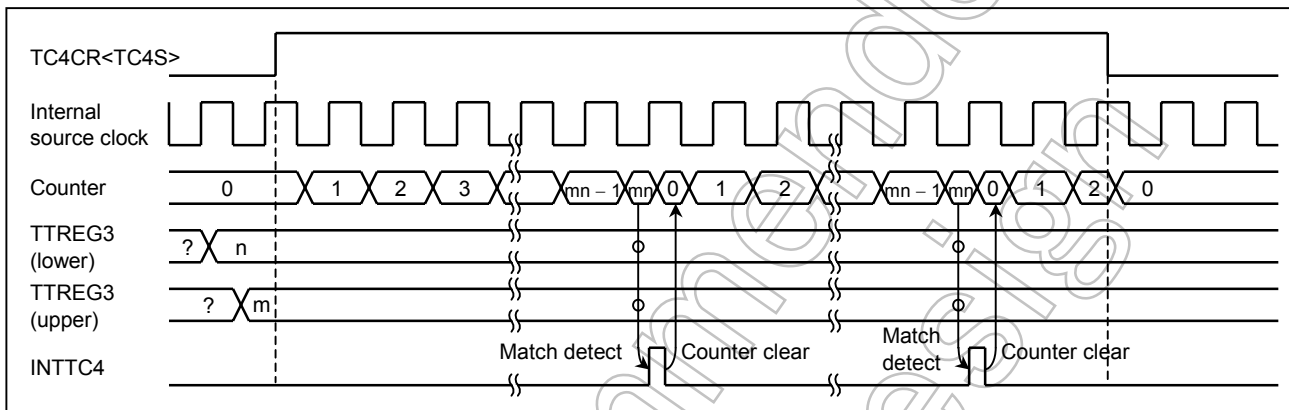 TC4CR<TC4S>
Internal
source clock
Counter
0 1 2 3 mn – 1 mn 0 1 2 mn – 1 mn 0 1 2 0
TTREG3
(lower)
? n
TTREG3
(upper)
? m
Match detect Counter clear Match
detect Counter clear
INTTC4